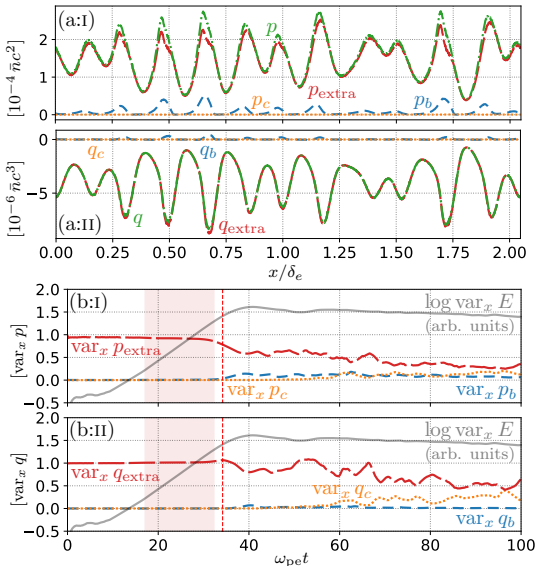 (a:I)
[10⁻⁴ n̄c²]
2
1
0
p
p_extra
p_c
p_b
(a:II)
[10⁻⁶ n̄c³]
0
−5
q_c
q_b
q
q_extra
0.00 0.25 0.50 0.75 1.00 1.25 1.50 1.75 2.00
x/δ_e
(b:I)
[var_x p]
2.0
1.5
1.0
0.5
0.0
−0.5
log var_x E
(arb. units)
var_x p_extra
var_x p_c
var_x p_b
(b:II)
[var_x q]
2.0
1.5
1.0
0.5
0.0
−0.5
log var_x E
(arb. units)
var_x q_extra
var_x q_c
var_x q_b
0 20 40 60 80 100
ω_pe t